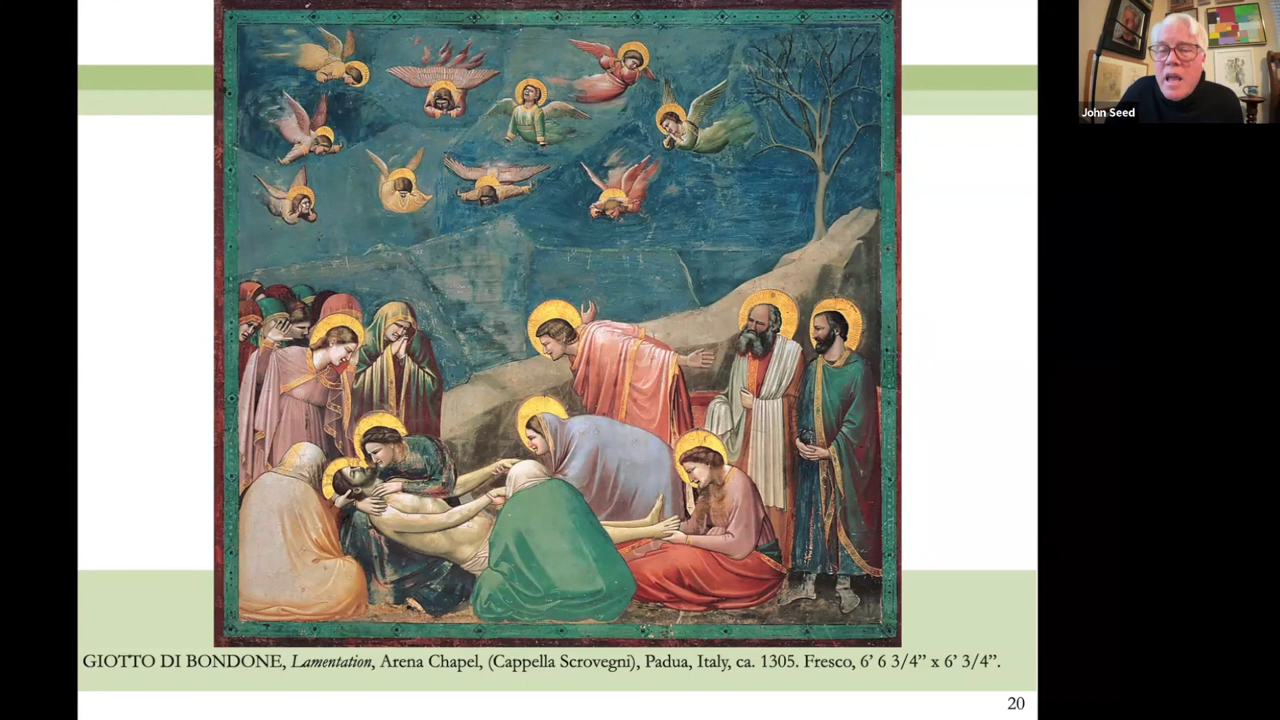 John Seed
GIOTTO DI BONDONE, Lamentation, Arena Chapel, (Cappella Scrovegni), Padua, Italy, ca. 1305. Fresco, 6’ 6 3/4” x 6’ 3/4”.
20